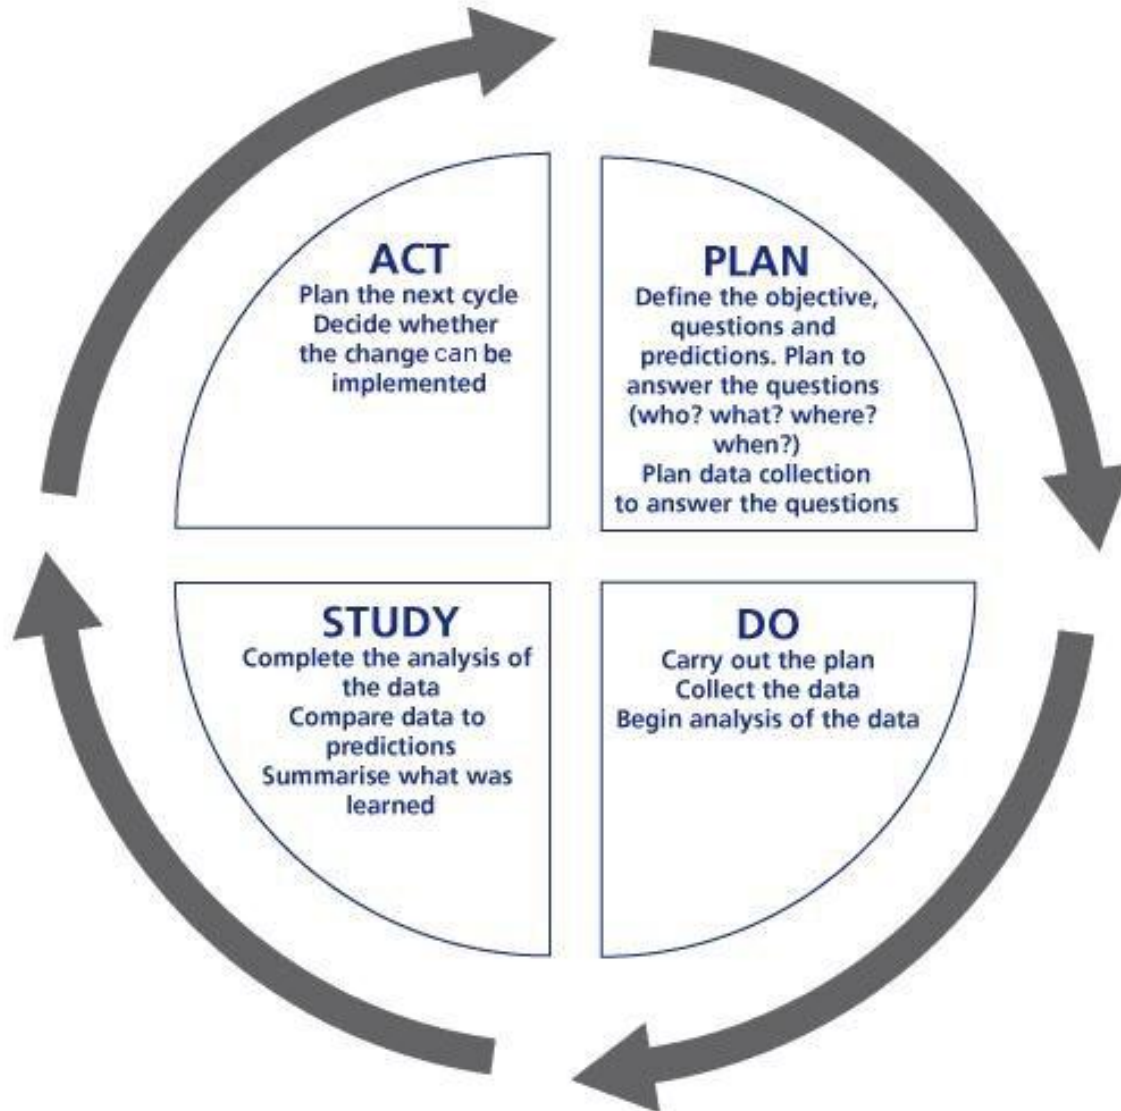 ACT
Plan the next cycle
Decide whether
the change can be
implemented
PLAN
Define the objective,
questions and
predictions. Plan to
answer the questions
(who? what? where?
when?)
Plan data collection
to answer the questions
STUDY
Complete the analysis of
the data
Compare data to
predictions
Summarise what was
learned
DO
Carry out the plan
Collect the data
Begin analysis of the data